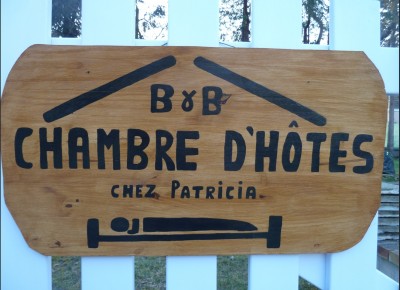 B & B
CHAMBRE D'HÔTES
CHEZ PATRICIA